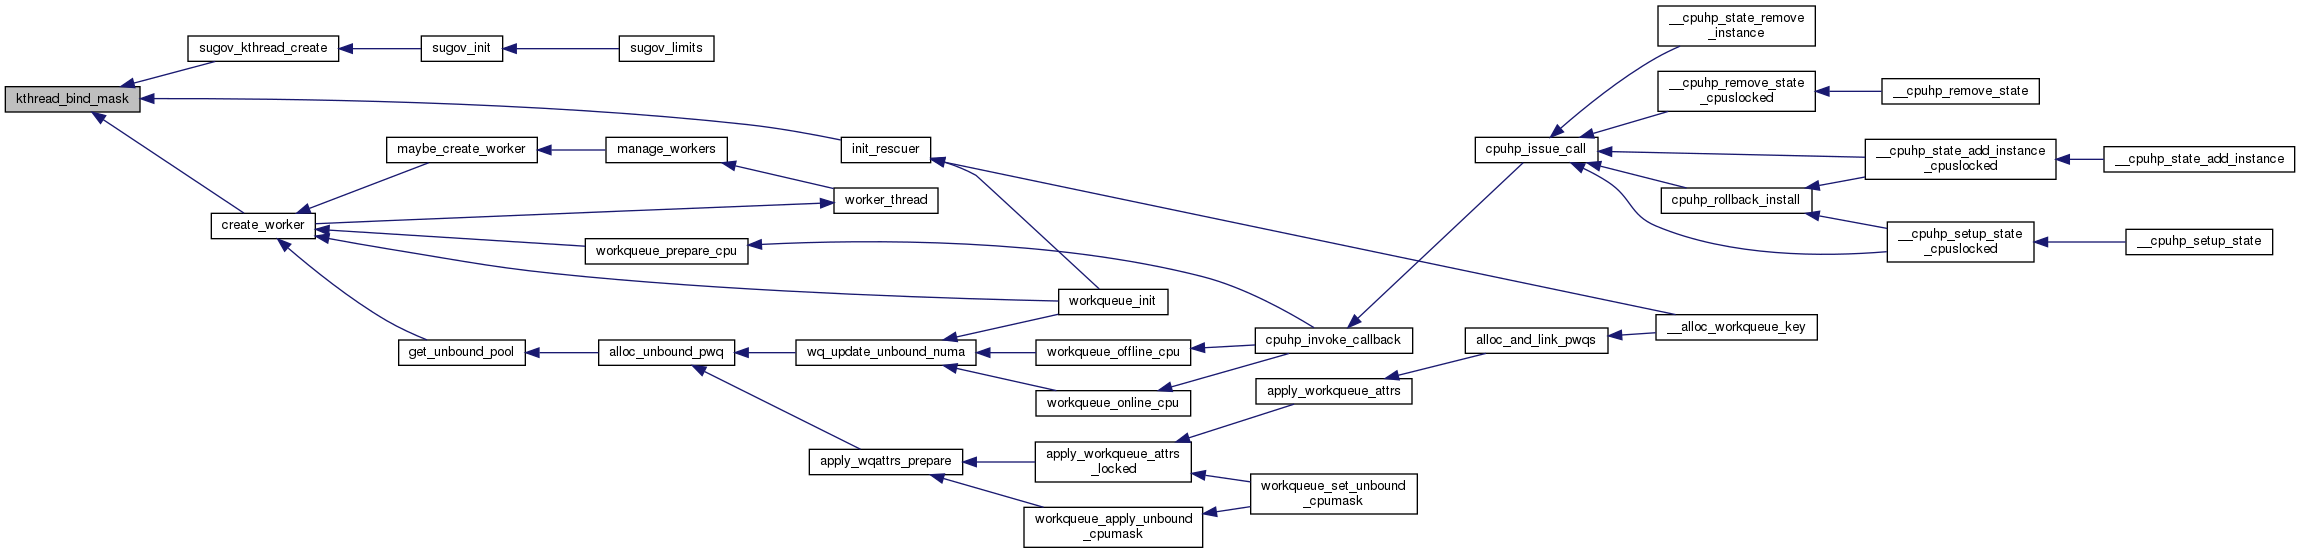 __cpuhp_state_remove
_instance
sugov_kthread_create
sugov_init
sugov_limits
__cpuhp_remove_state
_cpuslocked
__cpuhp_remove_state
kthread_bind_mask
maybe_create_worker
manage_workers
init_rescuer
cpuhp_issue_call
__cpuhp_state_add_instance
_cpuslocked
__cpuhp_state_add_instance
worker_thread
cpuhp_rollback_install
create_worker
workqueue_prepare_cpu
__cpuhp_setup_state
_cpuslocked
__cpuhp_setup_state
workqueue_init
__alloc_workqueue_key
get_unbound_pool
alloc_unbound_pwq
wq_update_unbound_numa
workqueue_offline_cpu
cpuhp_invoke_callback
alloc_and_link_pwqs
workqueue_online_cpu
apply_workqueue_attrs
apply_wqattrs_prepare
apply_workqueue_attrs
_locked
workqueue_set_unbound
_cpumask
workqueue_apply_unbound
_cpumask